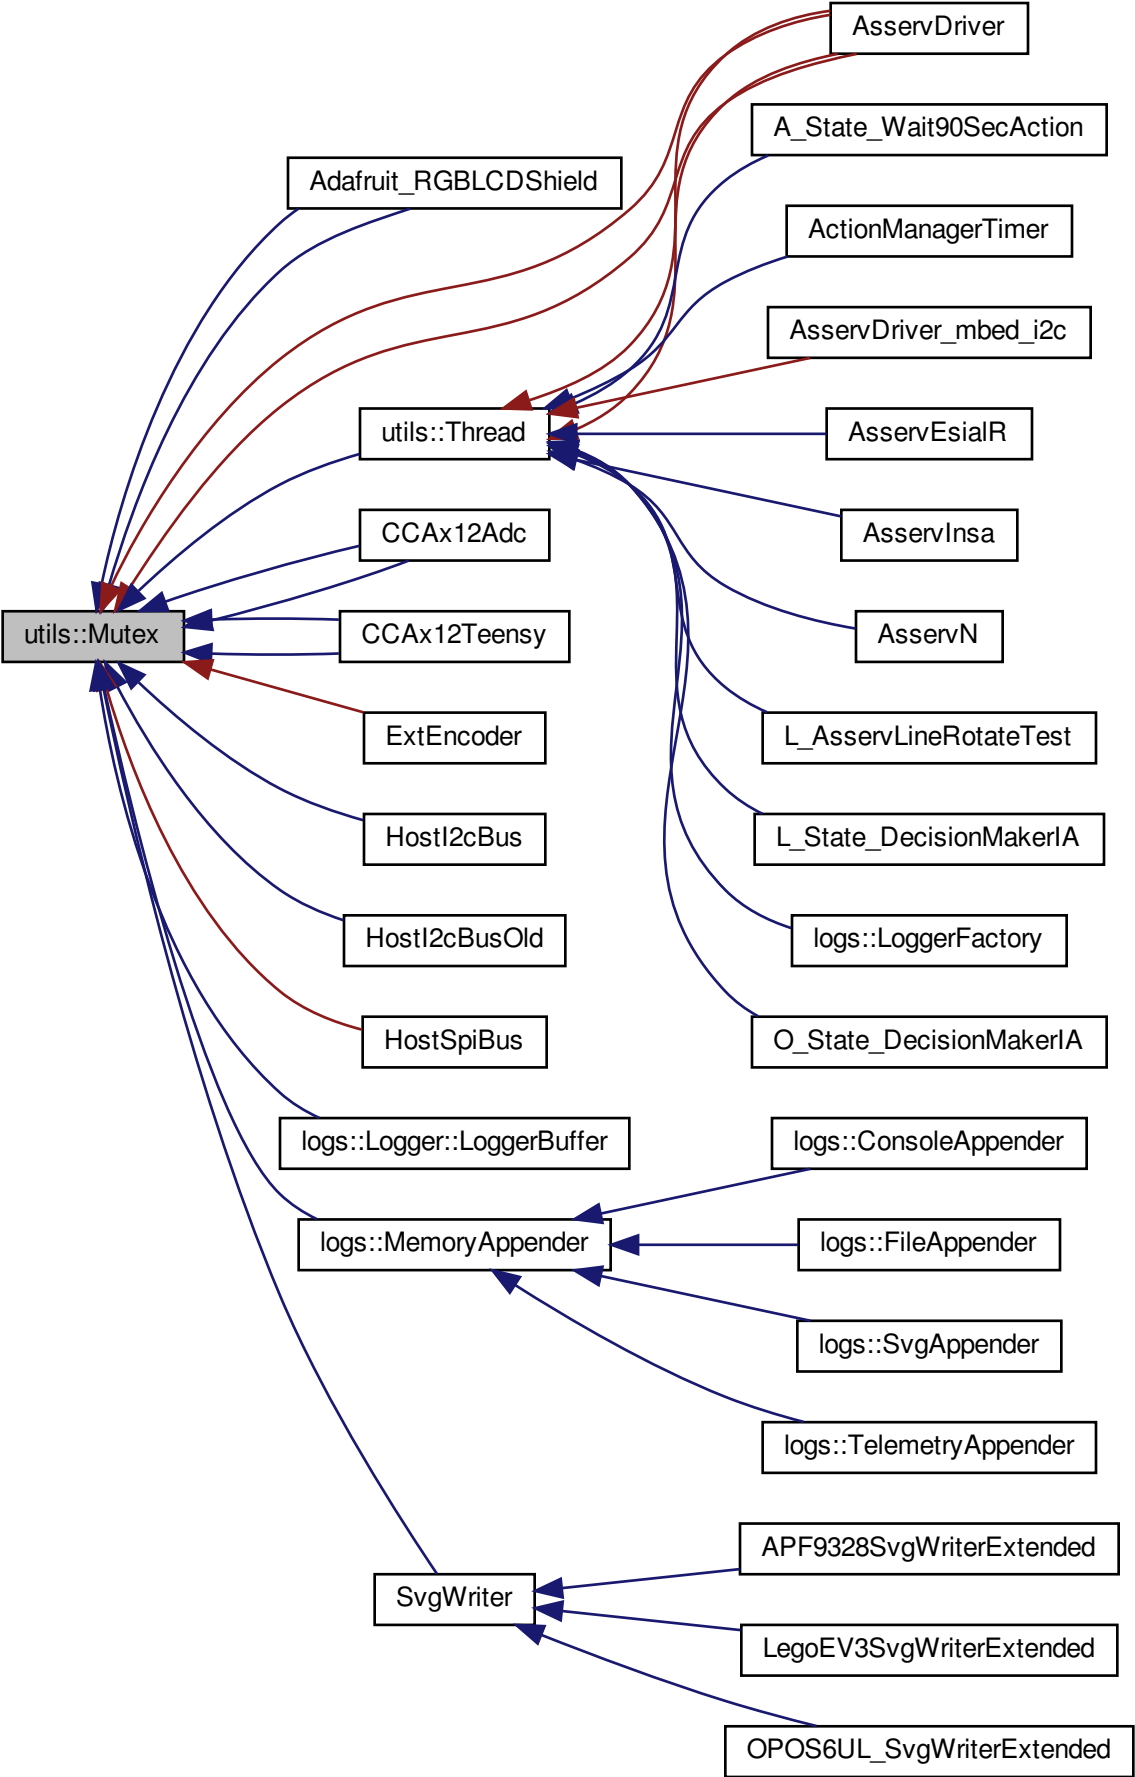 AsservDriver
A_State_Wait90SecAction
Adafruit_RGBLCDShield
ActionManagerTimer
AsservDriver_mbed_i2c
utils::Thread
AsservEsialR
CCAx12Adc
AsservInsa
utils::Mutex
CCAx12Teensy
AsservN
ExtEncoder
L_AsservLineRotateTest
HostI2cBus
L_State_DecisionMakerIA
HostI2cBusOld
logs::LoggerFactory
HostSpiBus
O_State_DecisionMakerIA
logs::Logger::LoggerBuffer
logs::ConsoleAppender
logs::MemoryAppender
logs::FileAppender
logs::SvgAppender
logs::TelemetryAppender
APF9328SvgWriterExtended
SvgWriter
LegoEV3SvgWriterExtended
OPOS6UL_SvgWriterExtended